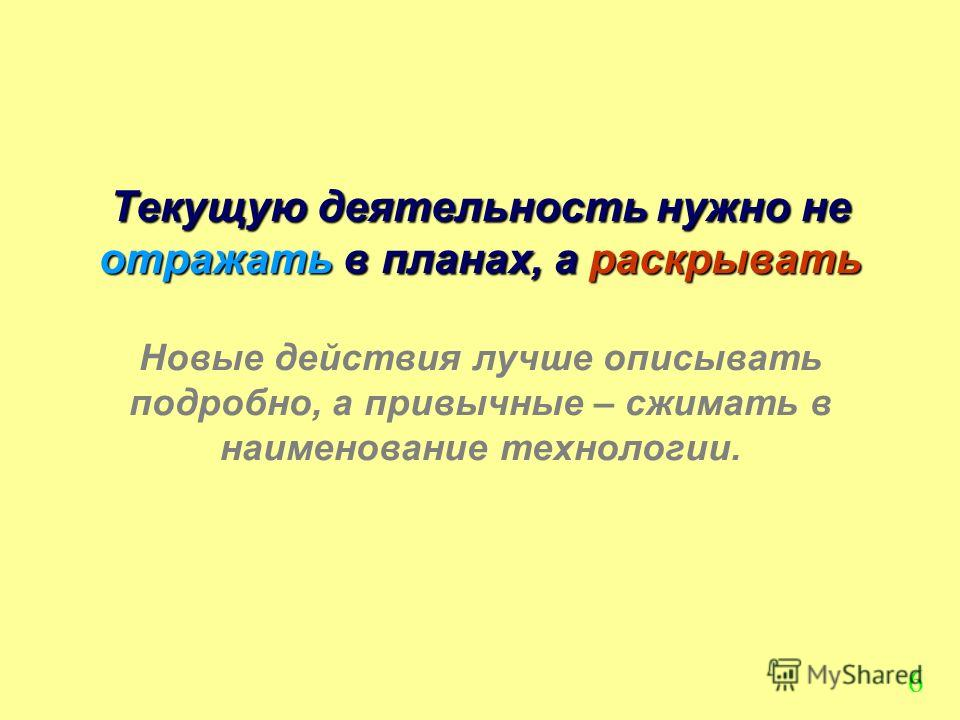 Текущую деятельность нужно не
отражать в планах, а раскрывать
Новые действия лучше описывать
подробно, а привычные – сжимать в
наименование технологии.
MyShared
6